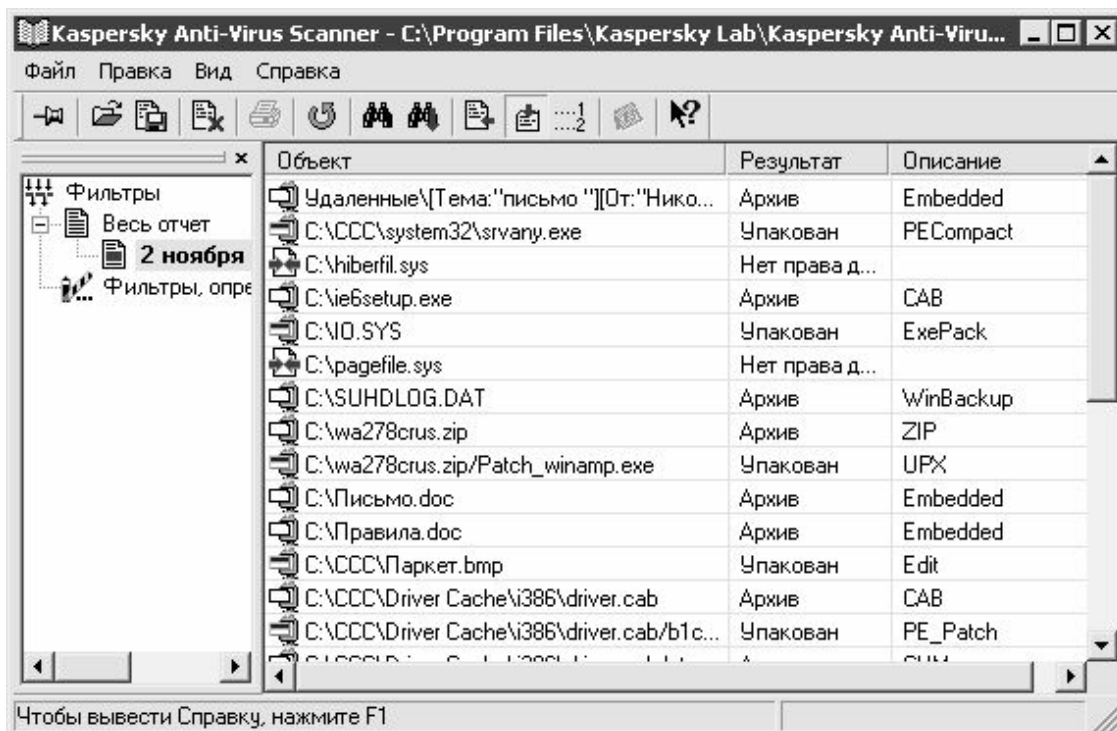 Kaspersky Anti-Virus Scanner - C:\Program Files\Kaspersky Lab\Kaspersky Anti-Viru...
Файл Правка Вид Справка
Объект Результат Описание
Фильтры
Весь отчет
2 ноября
Фильтры, опре
Удаленные\[Тема:"письмо "][От:"Нико... Архив Embedded
C:\CCC\system32\srvany.exe Упакован PECompact
C:\hiberfil.sys Нет права д...
C:\ie6setup.exe Архив CAB
C:\IO.SYS Упакован ExePack
C:\pagefile.sys Нет права д...
C:\SUHDLOG.DAT Архив WinBackup
C:\wa278crus.zip Архив ZIP
C:\wa278crus.zip/Patch_winamp.exe Упакован UPX
C:\Письмо.doc Архив Embedded
C:\Правила.doc Архив Embedded
C:\CCC\Паркет.bmp Упакован Edit
C:\CCC\Driver Cache\i386\driver.cab Архив CAB
C:\CCC\Driver Cache\i386\driver.cab/b1c... Упакован PE_Patch
Чтобы вывести Справку, нажмите F1